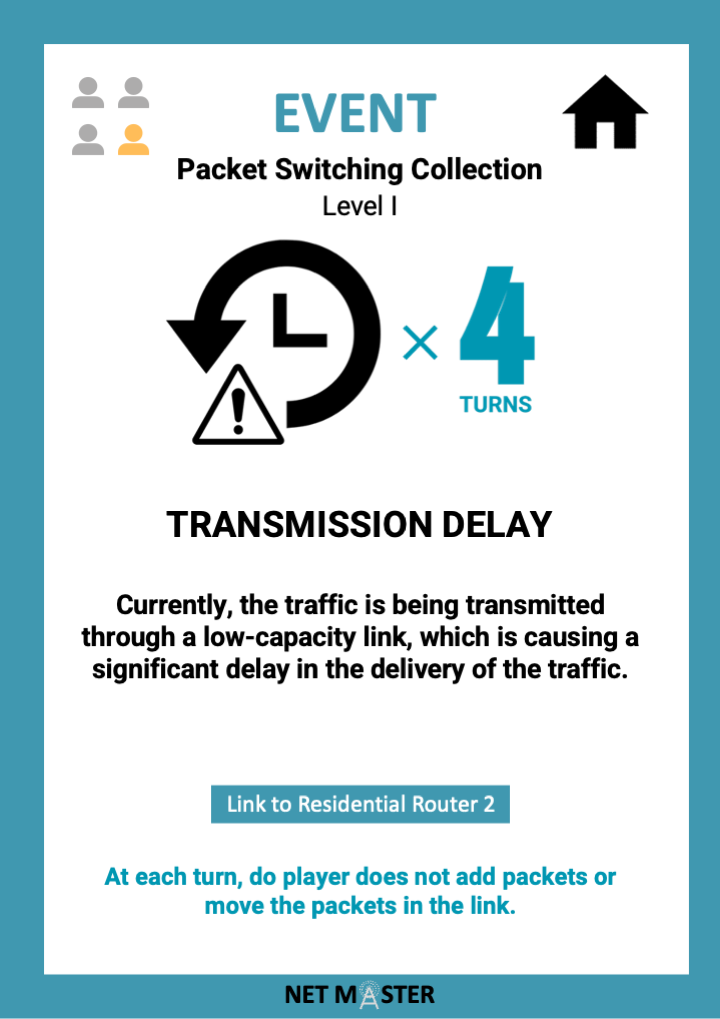 EVENT
Packet Switching Collection
Level I
× 4
TURNS
TRANSMISSION DELAY
Currently, the traffic is being transmitted
through a low-capacity link, which is causing a
significant delay in the delivery of the traffic.
Link to Residential Router 2
At each turn, do player does not add packets or
move the packets in the link.
NET MASTER